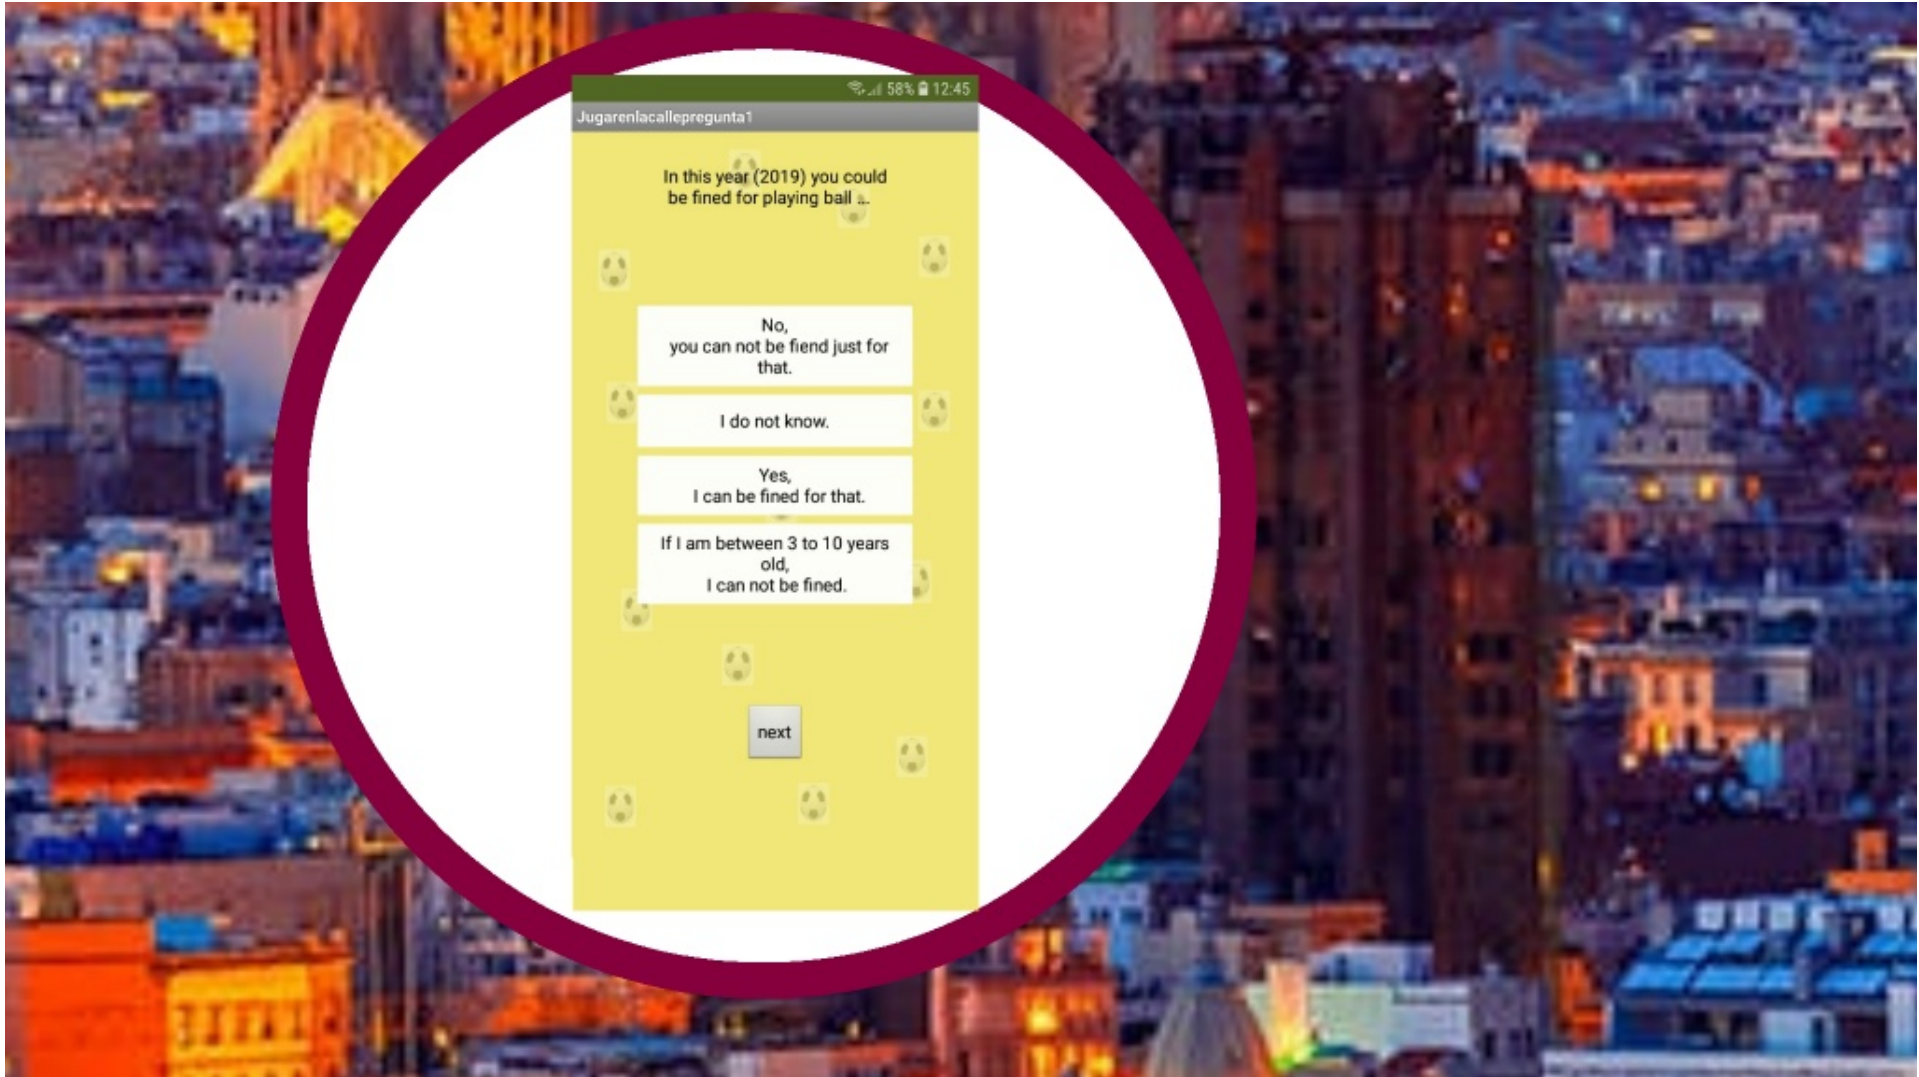 58% 12:45
Jugarenlacallepregunta1
In this year (2019) you could
be fined for playing ball ...
No,
you can not be fiend just for
that.
I do not know.
Yes,
I can be fined for that.
If I am between 3 to 10 years
old,
I can not be fined.
next